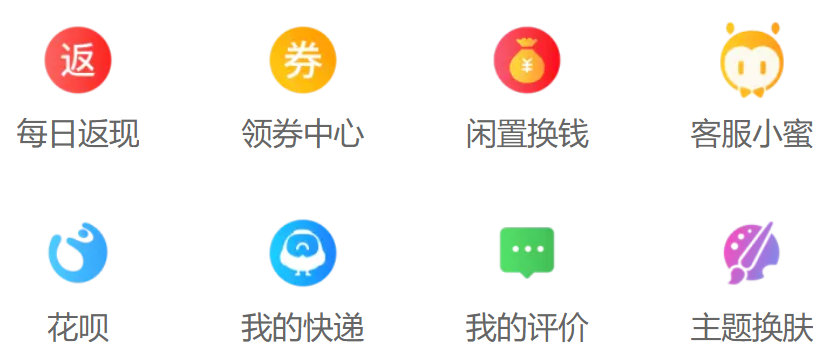 返 券 ¥
每日返现 领券中心 闲置换钱 客服小蜜
花呗 我的快递 我的评价 主题换肤